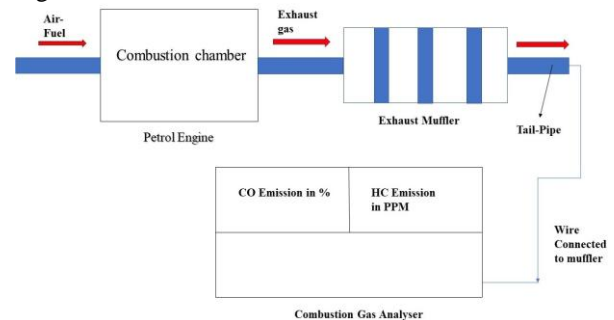 Air-
Fuel
Exhaust
gas
Combustion chamber
Petrol Engine
Exhaust Muffler
Tail-Pipe
CO Emission in %
HC Emission
in PPM
Wire
Connected
to muffler
Combustion Gas Analyser